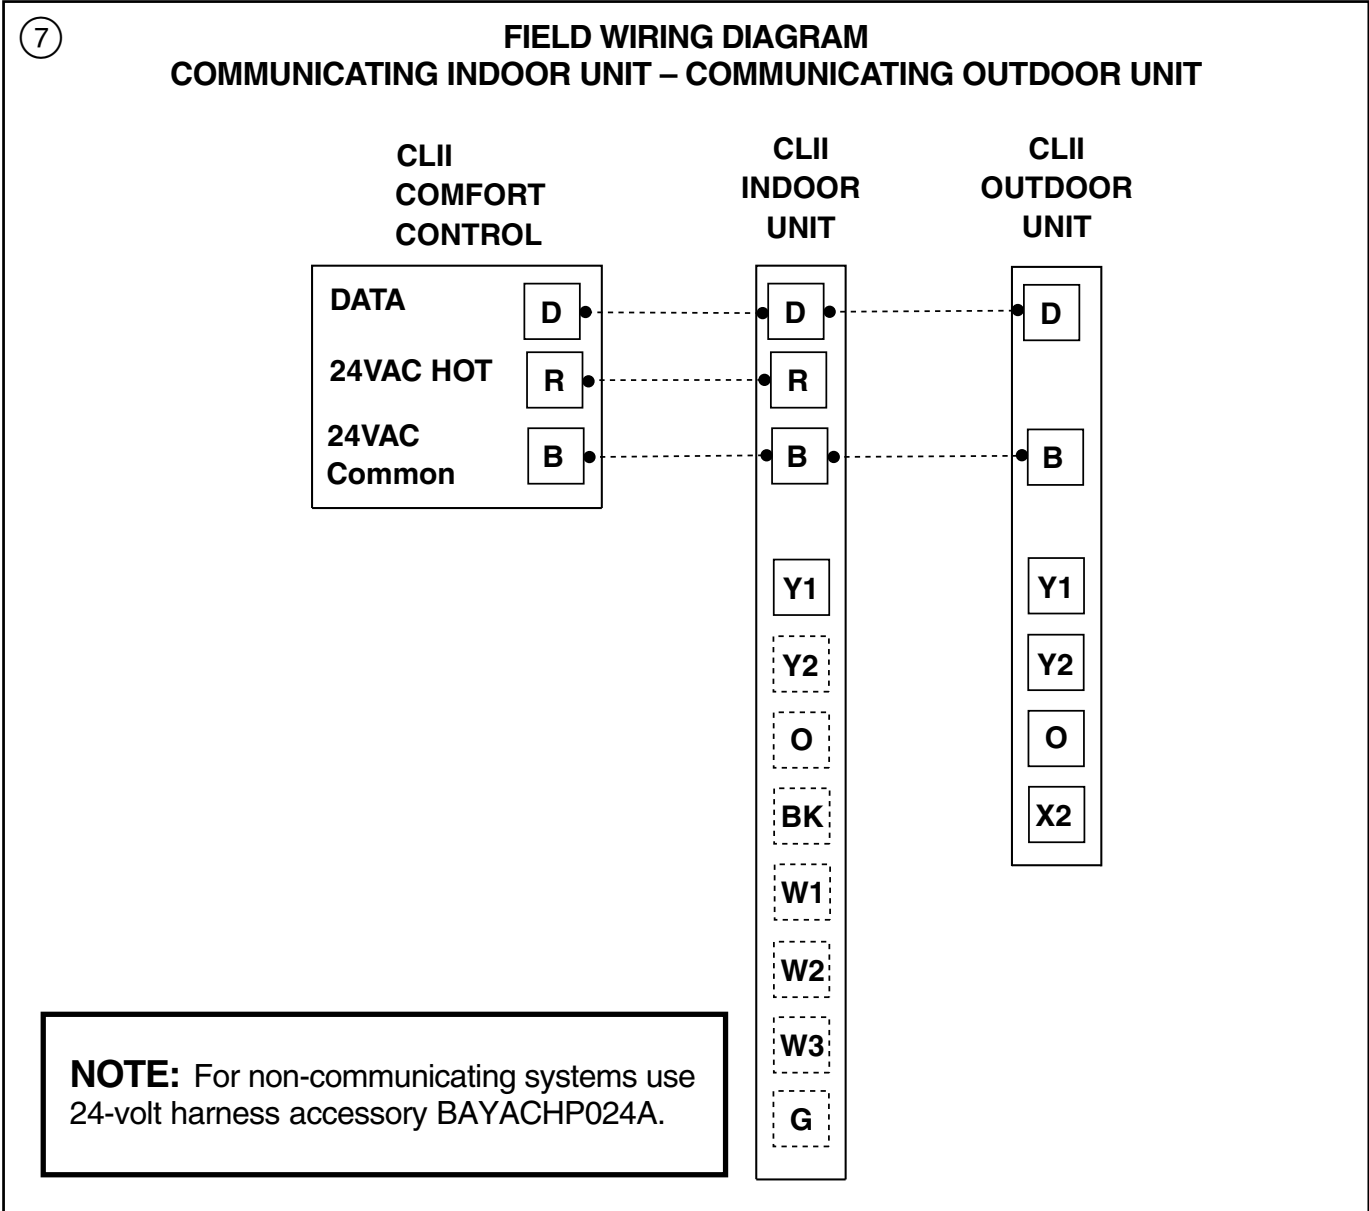 7
FIELD WIRING DIAGRAM
COMMUNICATING INDOOR UNIT – COMMUNICATING OUTDOOR UNIT
CLII
COMFORT
CONTROL
CLII
INDOOR
UNIT
CLII
OUTDOOR
UNIT
DATA
D
D
D
24VAC HOT
R
R
24VAC
Common
B
B
B
Y1
Y1
Y2
Y2
O
O
BK
X2
W1
W2
W3
G
NOTE: For non-communicating systems use
24-volt harness accessory BAYACHP024A.